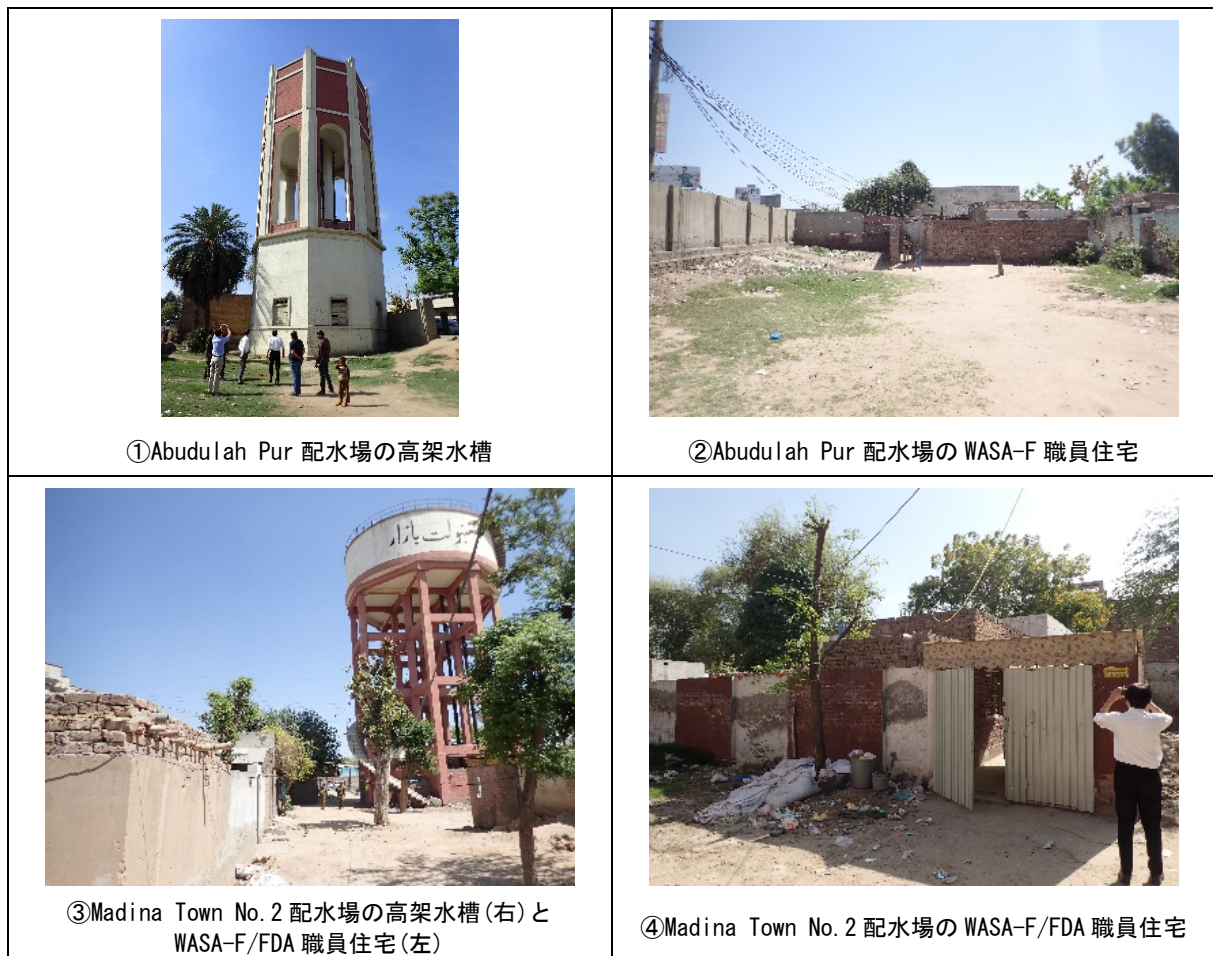 ①Abudulah Pur 配水場の高架水槽
②Abudulah Pur 配水場の WASA-F 職員住宅
سہولت بازار
③Madina Town No.2 配水場の高架水槽(右)と
WASA-F/FDA 職員住宅(左)
④Madina Town No.2 配水場の WASA-F/FDA 職員住宅